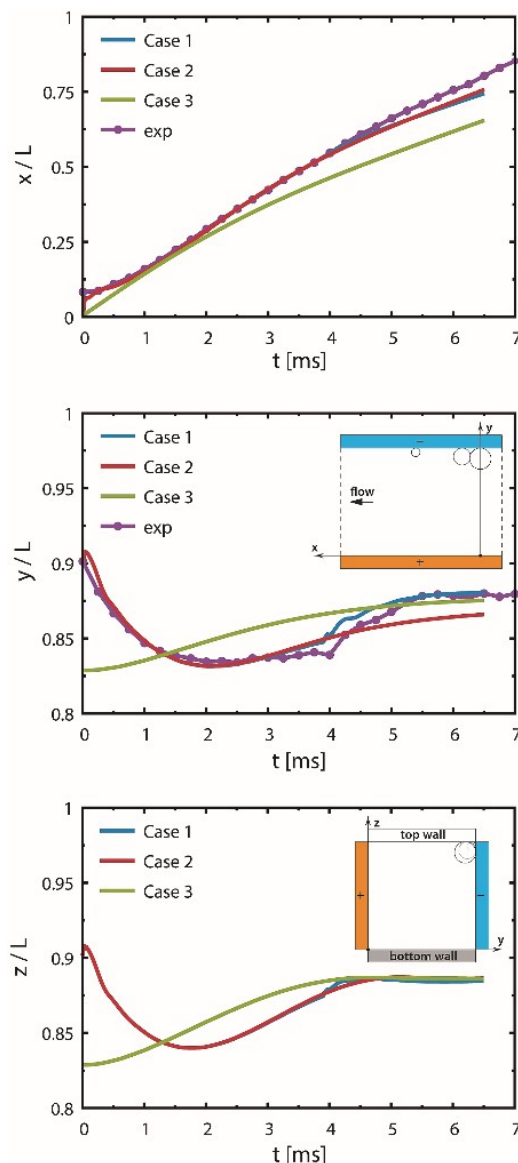 1
0.75
0.5
0.25
0
x / L
Case 1
Case 2
Case 3
exp
0 1 2 3 4 5 6 7
t [ms]
1
0.95
0.9
0.85
0.8
y / L
Case 1
Case 2
Case 3
exp
−
y
flow
x
+
0 1 2 3 4 5 6 7
t [ms]
1
0.95
0.9
0.85
0.8
z / L
Case 1
Case 2
Case 3
z
top wall
+
−
bottom wall
y
0 1 2 3 4 5 6 7
t [ms]